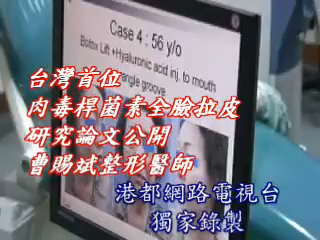 Case 4 : 56 y/o
Botox Lift +Hyaluronic acid inj. to mouth
angle groove
台灣首位
肉毒桿菌素全臉拉皮
研究論文公開
曹賜斌整形醫師
港都網路電視台
獨家錄製